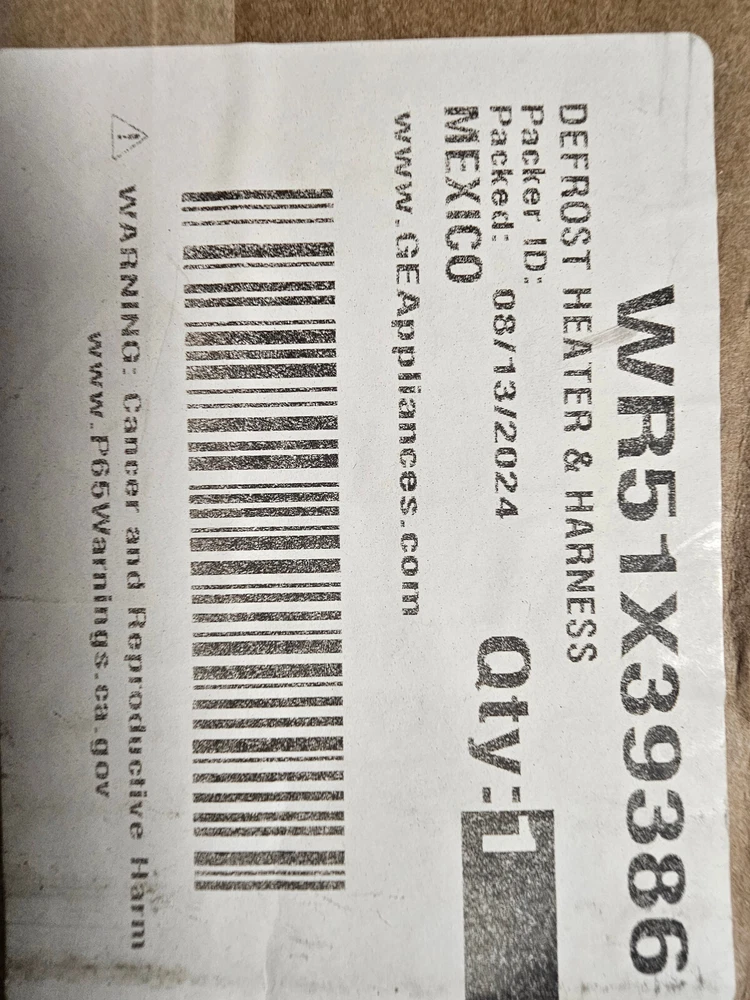 WR51X39386
DEFROST HEATER & HARNESS
Packer ID:
Packed: 08/13/2024
Qty:1
MEXICO
www.GEAppliances.com
WARNING: Cancer and Reproductive Harm
www.P65Warnings.ca.gov